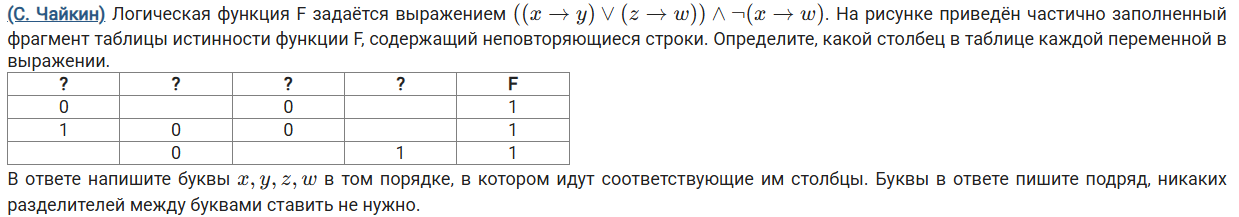 (С. Чайкин) Логическая функция F задаётся выражением ((x → y) ∨ (z → w)) ∧ ¬(x → w). На рисунке приведён частично заполненный
фрагмент таблицы истинности функции F, содержащий неповторяющиеся строки. Определите, какой столбец в таблице каждой переменной в
выражении.
? ? ? ? F
0 0 1
1 0 0 1
0 1 1
В ответе напишите буквы x, y, z, w в том порядке, в котором идут соответствующие им столбцы. Буквы в ответе пишите подряд, никаких
разделителей между буквами ставить не нужно.